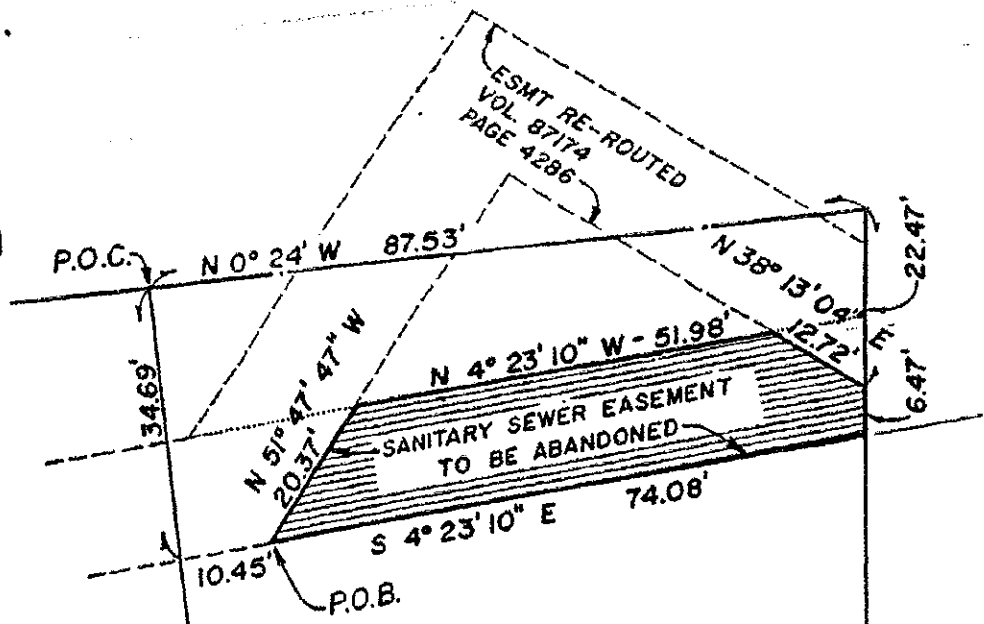 ESMT RE-ROUTED
VOL. 87174
PAGE 4286
P.O.C.
N 0° 24' W 87.53'
N 38° 13' 04" E.
12.72'
22.47'
6.47'
34.69'
N 51° 47' 47" W
20.37'
N 4° 23' 10" W - 51.98'
SANITARY SEWER EASEMENT
TO BE ABANDONED
S 4° 23' 10" E 74.08'
10.45'
P.O.B.